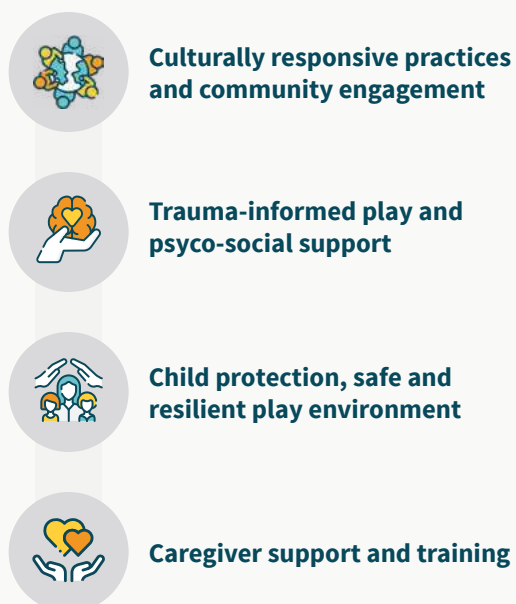 Culturally responsive practices
and community engagement
Trauma-informed play and
psyco-social support
Child protection, safe and
resilient play environment
Caregiver support and training